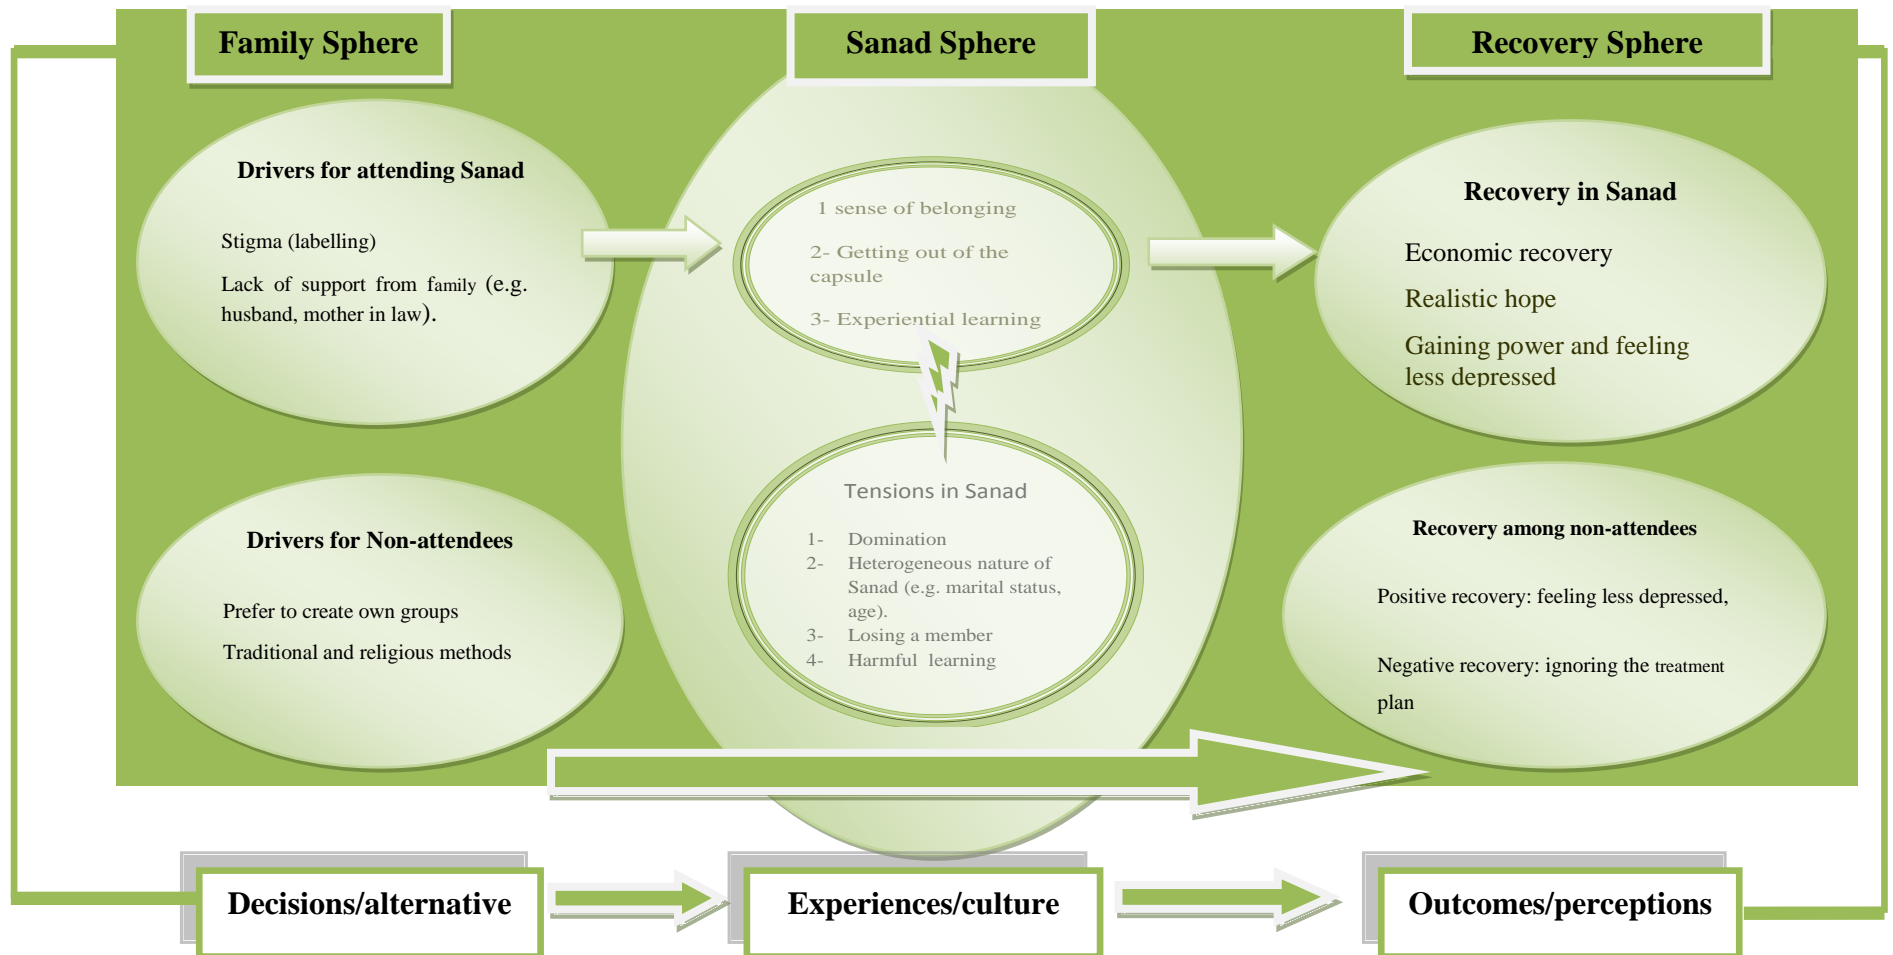 Family Sphere
Sanad Sphere
Recovery Sphere
Drivers for attending Sanad
Stigma (labelling)
Lack of support from family (e.g.
husband, mother in law).
1 sense of belonging
2- Getting out of the
capsule
3- Experiential learning
Recovery in Sanad
Economic recovery
Realistic hope
Gaining power and feeling
less depressed
Drivers for Non-attendees
Prefer to create own groups
Traditional and religious methods
Tensions in Sanad
1- Domination
2- Heterogeneous nature of
Sanad (e.g. marital status,
age).
3- Losing a member
4- Harmful learning
Recovery among non-attendees
Positive recovery: feeling less depressed,
Negative recovery: ignoring the treatment
plan
Decisions/alternative
Experiences/culture
Outcomes/perceptions